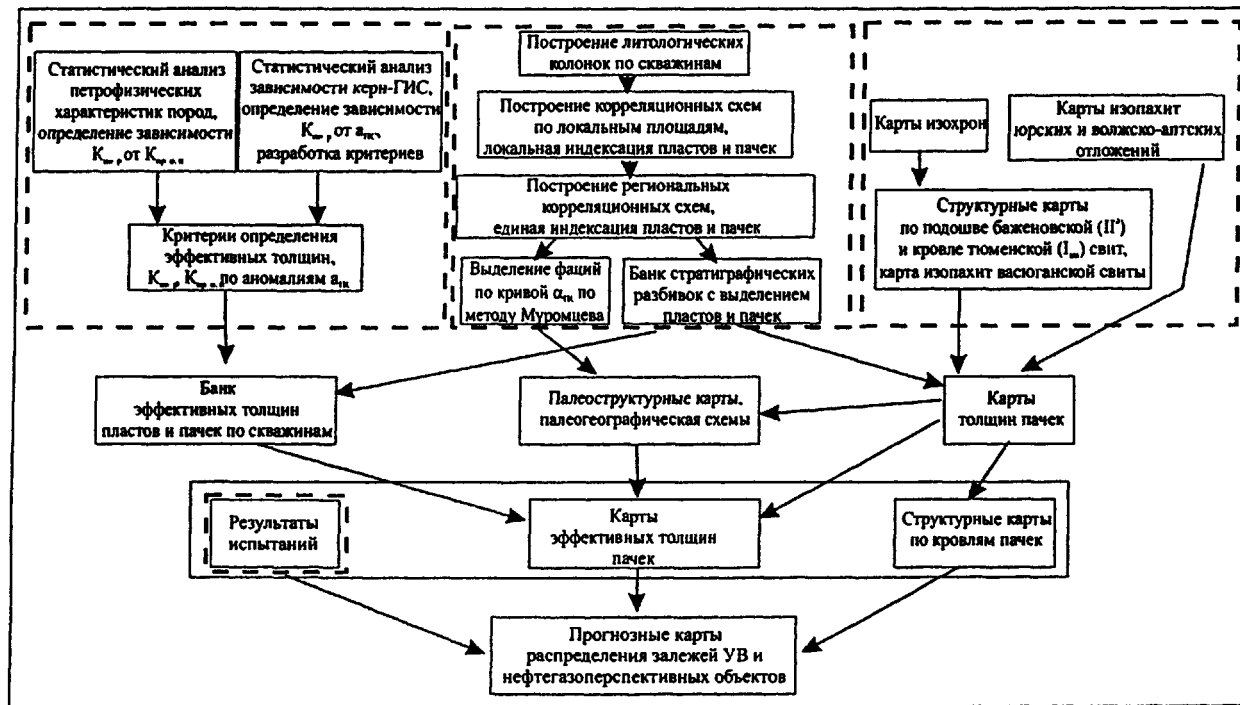 Статистический анализ
петрофизических
характеристик пород,
определение зависимости
от
Статистический анализ
зависимости керн-ГИС,
определение зависимости
от
разработка критериев
Критерии определения
эффективных толщин,
по аномалиям
Построение литологических
колонок по скважинам
Построение корреляционных схем
по локальным площадям,
локальная индексация пластов и пачек
Построение региональных
корреляционных схем,
единая индексация пластов и пачек
Выделение фаций
по кривой по
методу Муромцева
Банк стратиграфических
разбивок с выделением
пластов и пачек
Карты изохрон
Карты изопахит
юрских и волжско-аптских
отложений
Структурные карты
по подошве баженовской
и кровле тюменской свит,
карта изопахит васюганской свиты
Банк
эффективных толщин
пластов и пачек по скважинам
Палеоструктурные карты,
палеогеографическая схемы
Карты
толщин пачек
Результаты
испытаний
Карты
эффективных толщин
пачек
Структурные карты
по кровлям пачек
Прогнозные карты
распределения залежей УВ и
нефтегазоперспективных объектов